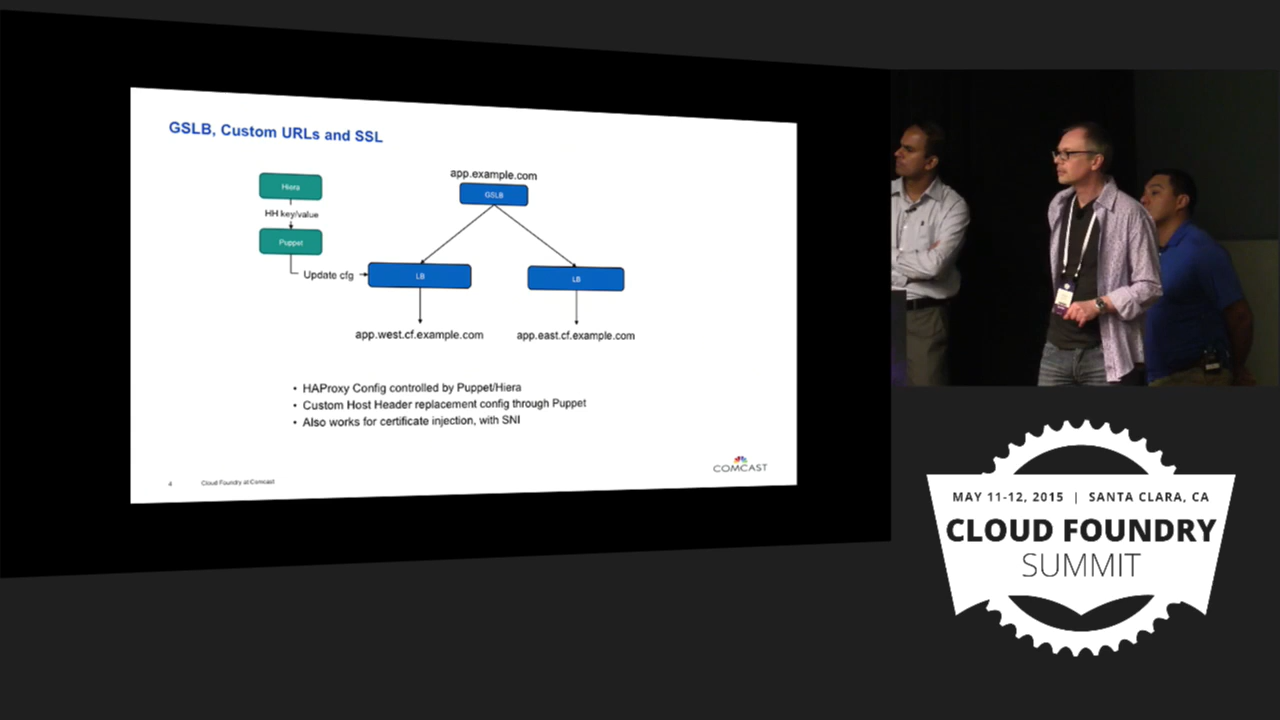 GSLB, Custom URLs and SSL
Hiera
HH key/value
Puppet
Update cfg
app.example.com
GSLB
LB
LB
app.west.cf.example.com
app.east.cf.example.com
• HAProxy Config controlled by Puppet/Hiera
• Custom Host Header replacement config through Puppet
• Also works for certificate injection, with SNI
COMCAST
4 Cloud Foundry at Comcast
MAY 11-12, 2015 | SANTA CLARA, CA
CLOUD FOUNDRY
SUMMIT